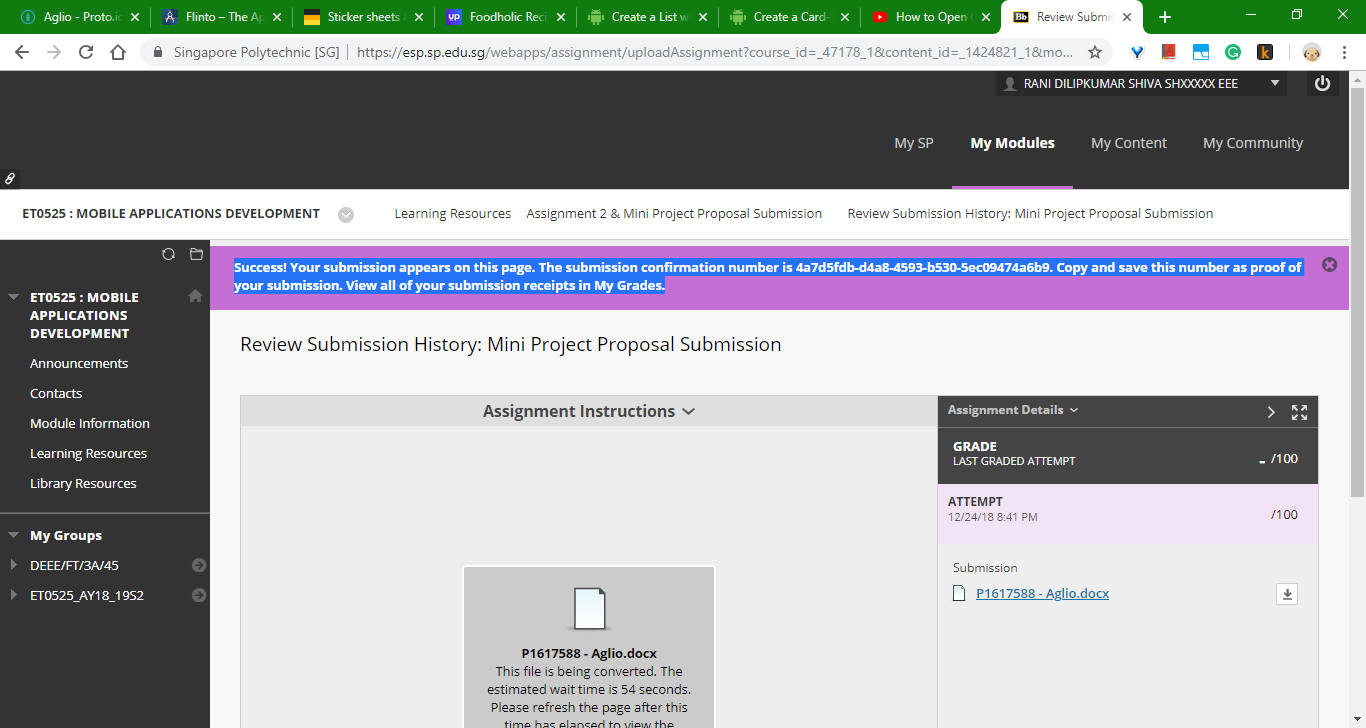 Aglio - Proto.io
Flinto – The Ap
Sticker sheets
Foodholic Reci
Create a List w
Create a Card-
How to Open
Review Submis
Singapore Polytechnic [SG]
https://esp.sp.edu.sg/webapps/assignment/uploadAssignment?course_id=_47178_1&content_id=_1424821_1&mo...
RANI DILIPKUMAR SHIVA SHXXXXX EEE
My SP
My Modules
My Content
My Community
ET0525 : MOBILE APPLICATIONS DEVELOPMENT
Learning Resources
Assignment 2 & Mini Project Proposal Submission
Review Submission History: Mini Project Proposal Submission
Success! Your submission appears on this page. The submission confirmation number is 4a7d5fdb-d4a8-4593-b530-5ec09474a6b9. Copy and save this number as proof of
your submission. View all of your submission receipts in My Grades.
ET0525 : MOBILE
APPLICATIONS
DEVELOPMENT
Announcements
Contacts
Module Information
Learning Resources
Library Resources
My Groups
DEEE/FT/3A/45
ET0525_AY18_19S2
Review Submission History: Mini Project Proposal Submission
Assignment Instructions
P1617588 - Aglio.docx
This file is being converted. The
estimated wait time is 54 seconds.
Please refresh the page after this
time has elapsed to view the
Assignment Details
GRADE
LAST GRADED ATTEMPT
- /100
ATTEMPT
12/24/18 8:41 PM
/100
Submission
P1617588 - Aglio.docx